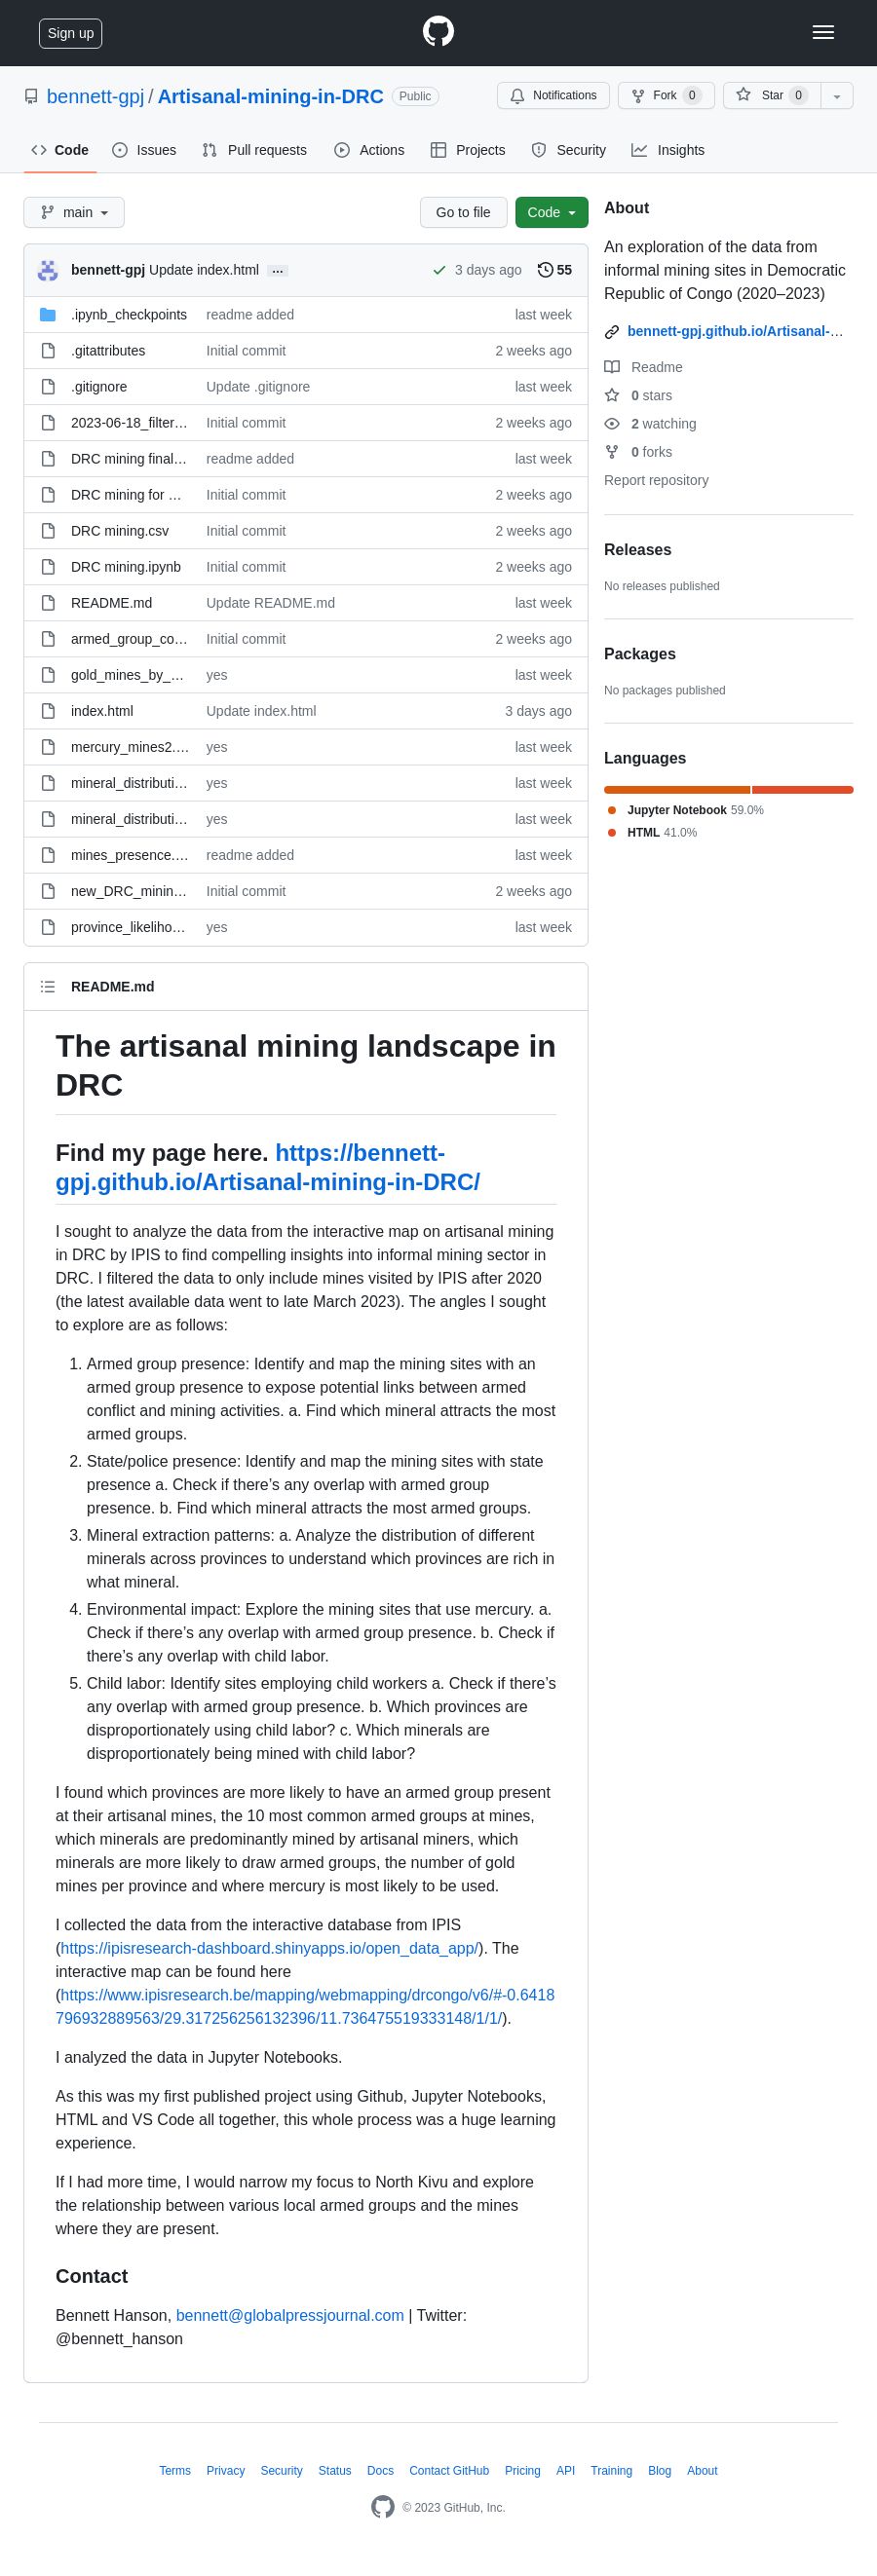 Sign up
bennett-gpj / Artisanal-mining-in-DRC Public
Notifications Fork 0 Star 0
Code Issues Pull requests Actions Projects Security Insights
main Go to file Code
bennett-gpj Update index.html … 3 days ago 55
.ipynb_checkpoints readme added last week
.gitattributes Initial commit 2 weeks ago
.gitignore Update .gitignore last week
2023-06-18_filter… Initial commit 2 weeks ago
DRC mining final… readme added last week
DRC mining for … Initial commit 2 weeks ago
DRC mining.csv Initial commit 2 weeks ago
DRC mining.ipynb Initial commit 2 weeks ago
README.md Update README.md last week
armed_group_co… Initial commit 2 weeks ago
gold_mines_by_… yes last week
index.html Update index.html 3 days ago
mercury_mines2.… yes last week
mineral_distributi… yes last week
mineral_distributi… yes last week
mines_presence.… readme added last week
new_DRC_minin… Initial commit 2 weeks ago
province_likeliho… yes last week
About
An exploration of the data from
informal mining sites in Democratic
Republic of Congo (2020–2023)
bennett-gpj.github.io/Artisanal-…
Readme
0 stars
2 watching
0 forks
Report repository
Releases
No releases published
Packages
No packages published
Languages
Jupyter Notebook 59.0%
HTML 41.0%
README.md
The artisanal mining landscape in
DRC
Find my page here. https://bennett-
gpj.github.io/Artisanal-mining-in-DRC/
I sought to analyze the data from the interactive map on artisanal mining
in DRC by IPIS to find compelling insights into informal mining sector in
DRC. I filtered the data to only include mines visited by IPIS after 2020
(the latest available data went to late March 2023). The angles I sought
to explore are as follows:
1. Armed group presence: Identify and map the mining sites with an
armed group presence to expose potential links between armed
conflict and mining activities. a. Find which mineral attracts the most
armed groups.
2. State/police presence: Identify and map the mining sites with state
presence a. Check if there’s any overlap with armed group
presence. b. Find which mineral attracts the most armed groups.
3. Mineral extraction patterns: a. Analyze the distribution of different
minerals across provinces to understand which provinces are rich in
what mineral.
4. Environmental impact: Explore the mining sites that use mercury. a.
Check if there’s any overlap with armed group presence. b. Check if
there’s any overlap with child labor.
5. Child labor: Identify sites employing child workers a. Check if there’s
any overlap with armed group presence. b. Which provinces are
disproportionately using child labor? c. Which minerals are
disproportionately being mined with child labor?
I found which provinces are more likely to have an armed group present
at their artisanal mines, the 10 most common armed groups at mines,
which minerals are predominantly mined by artisanal miners, which
minerals are more likely to draw armed groups, the number of gold
mines per province and where mercury is most likely to be used.
I collected the data from the interactive database from IPIS
(https://ipisresearch-dashboard.shinyapps.io/open_data_app/). The
interactive map can be found here
(https://www.ipisresearch.be/mapping/webmapping/drcongo/v6/#-0.6418
796932889563/29.317256256132396/11.736475519333148/1/1/).
I analyzed the data in Jupyter Notebooks.
As this was my first published project using Github, Jupyter Notebooks,
HTML and VS Code all together, this whole process was a huge learning
experience.
If I had more time, I would narrow my focus to North Kivu and explore
the relationship between various local armed groups and the mines
where they are present.
Contact
Bennett Hanson, bennett@globalpressjournal.com | Twitter:
@bennett_hanson
Terms Privacy Security Status Docs Contact GitHub Pricing API Training Blog About
© 2023 GitHub, Inc.